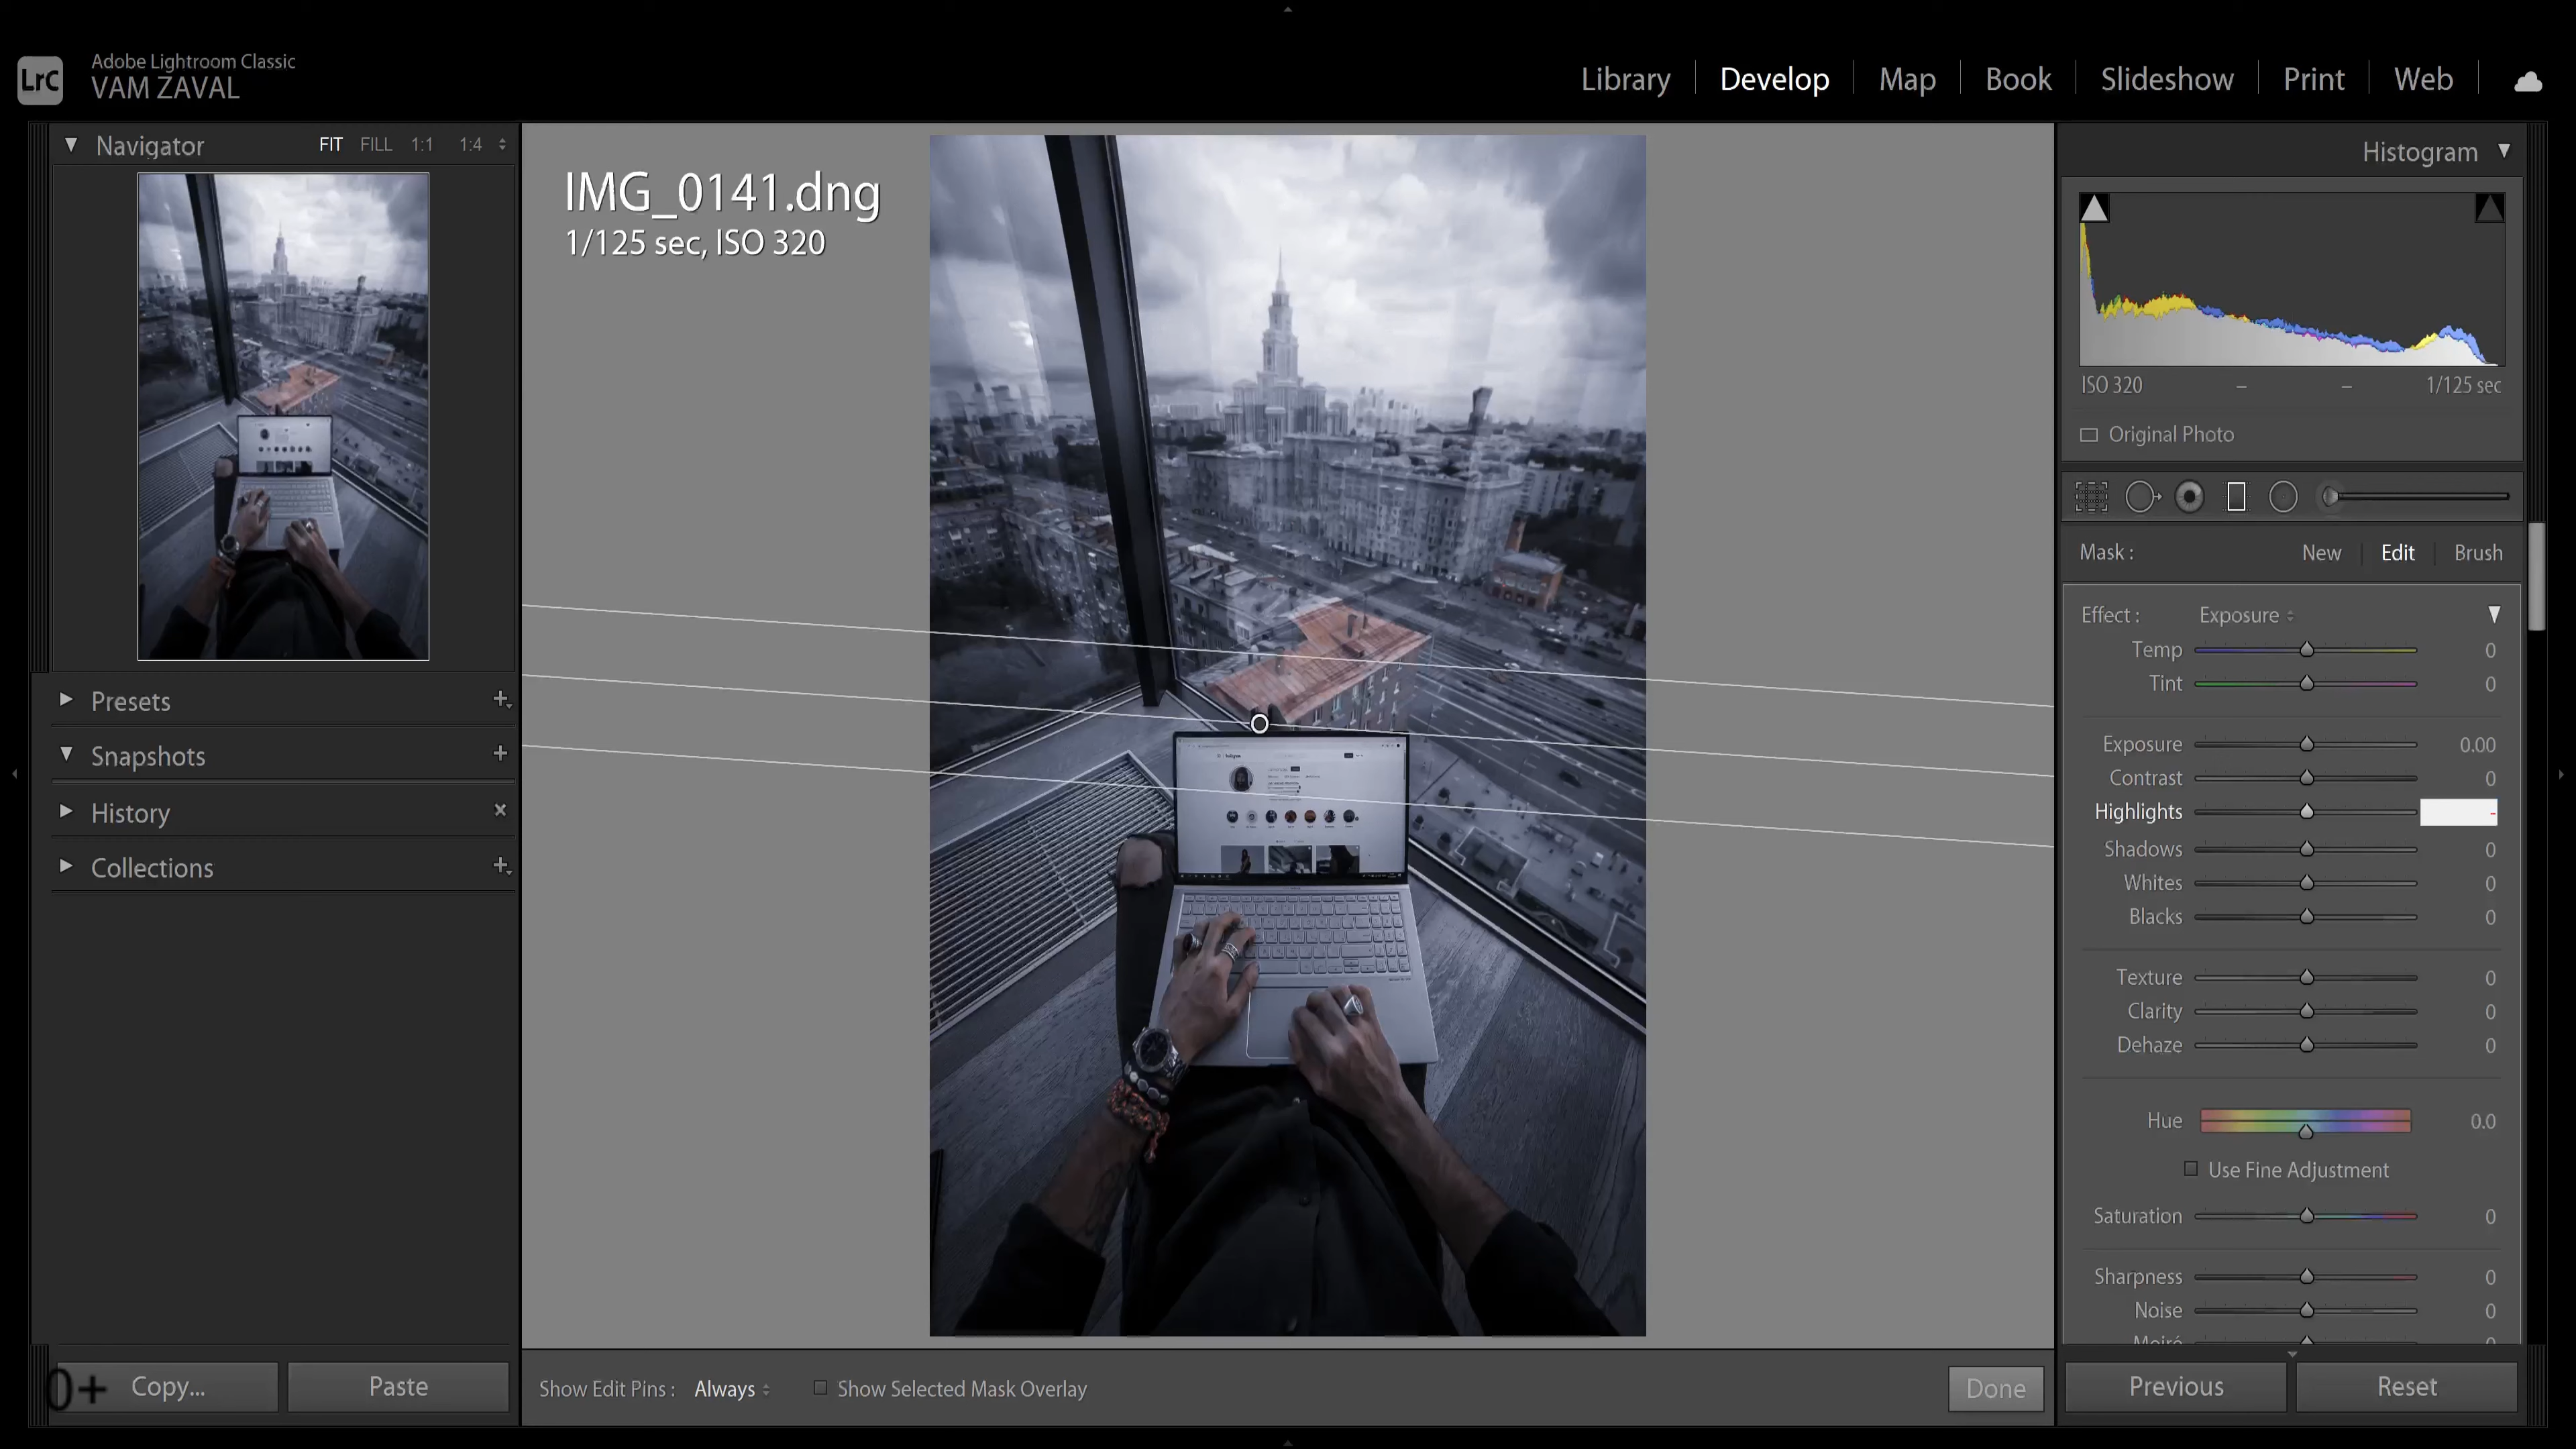 LrC
Adobe Lightroom Classic
VAM ZAVAL
Library
Develop
Map
Book
Slideshow
Print
Web
Navigator
FIT
FILL
1:1
1:4
IMG_0141.dng
1/125 sec, ISO 320
Presets
Snapshots
History
Collections
Copy...
Paste
0+
Show Edit Pins :
Always
Show Selected Mask Overlay
Done
Histogram
ISO 320
–
–
1/125 sec
Original Photo
Mask :
New
Edit
Brush
Effect :
Exposure
Temp
0
Tint
0
Exposure
0.00
Contrast
0
Highlights
-
Shadows
0
Whites
0
Blacks
0
Texture
0
Clarity
0
Dehaze
0
Hue
0.0
Use Fine Adjustment
Saturation
0
Sharpness
0
Noise
0
Moiré
Previous
Reset